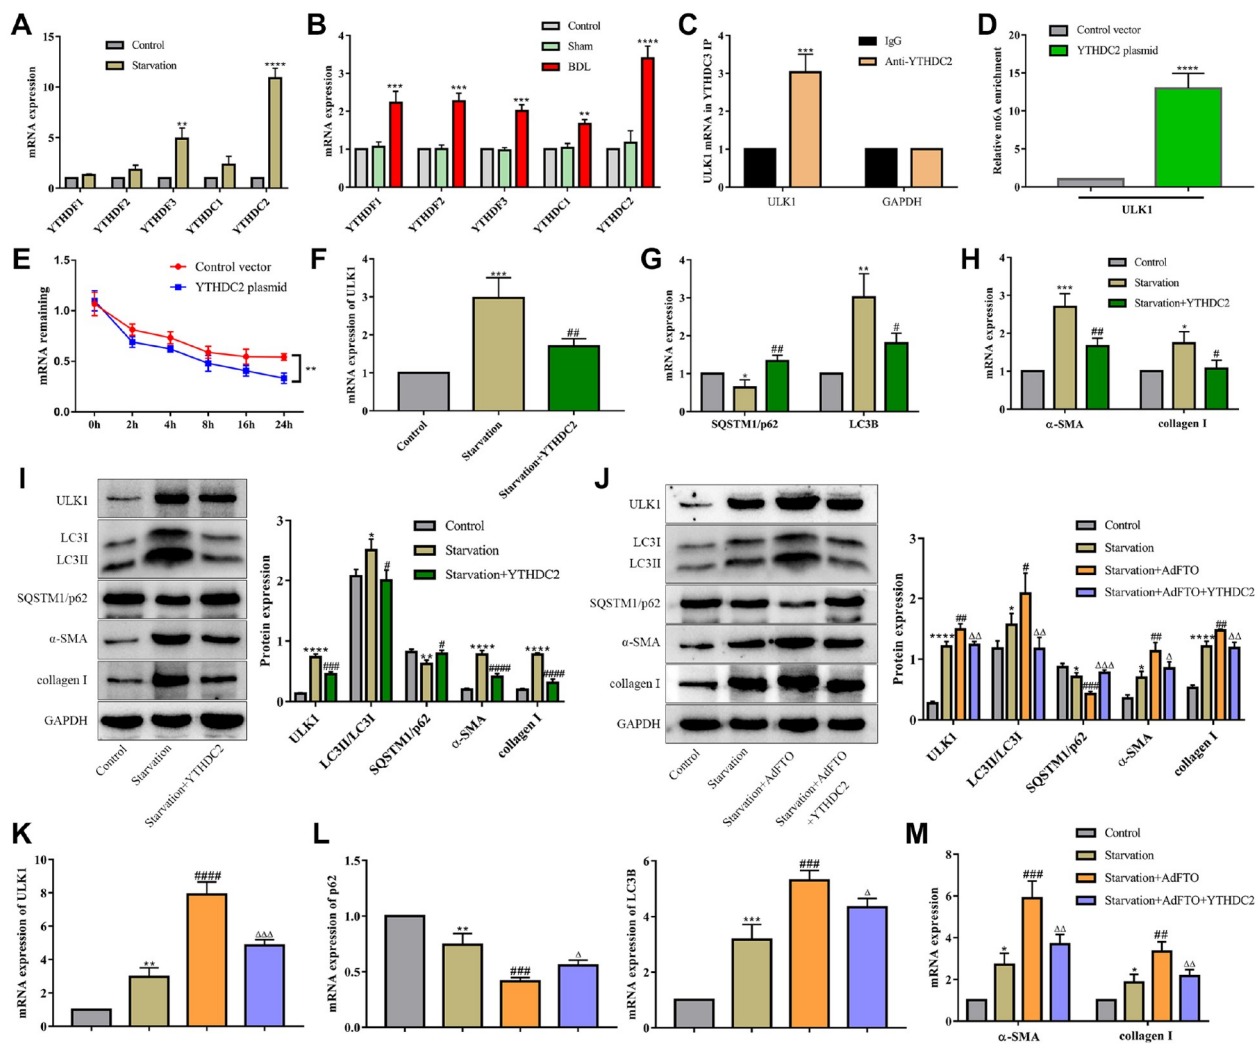 A
mRNA expression
15
10
5
0
Control
Starvation
**
****
YTHDF1
YTHDF2
YTHDF3
YTHDC1
YTHDC2
B
mRNA expression
4
3
2
1
0
Control
Sham
BDL
***
***
***
**
****
YTHDF1
YTHDF2
YTHDF3
YTHDC1
YTHDC2
C
ULK1 mRNA in YTHDC3 IP
4
3
2
1
0
IgG
Anti-YTHDC2
***
ULK1
GAPDH
D
Relative m6A enrichment
20
15
10
5
0
Control vector
YTHDC2 plasmid
****
ULK1
E
mRNA remaining
1.5
1.0
0.5
0.0
Control vector
YTHDC2 plasmid
**
0h
2h
4h
8h
16h
24h
F
mRNA expression of ULK1
4
3
2
1
0
***
##
Control
Starvation
Starvation+YTHDC2
G
mRNA expression
4
3
2
1
0
*
##
**
#
SQSTM1/p62
LC3B
H
mRNA expression
4
3
2
1
0
Control
Starvation
Starvation+YTHDC2
***
##
*
#
α-SMA
collagen I
I
ULK1
LC3I
LC3II
SQSTM1/p62
α-SMA
collagen I
GAPDH
Control
Starvation
Starvation+YTHDC2
Protein expression
3
2
1
0
Control
Starvation
Starvation+YTHDC2
****
###
*
#
**
#
****
####
****
####
ULK1
LC3II/LC3I
SQSTM1/p62
α-SMA
collagen I
J
ULK1
LC3I
LC3II
SQSTM1/p62
α-SMA
collagen I
GAPDH
Control
Starvation
Starvation+AdFTO
Starvation+AdFTO
+YTHDC2
Protein expression
3
2
1
0
Control
Starvation
Starvation+AdFTO
Starvation+AdFTO+YTHDC2
****
##
ΔΔ
*
#
ΔΔ
*
###
ΔΔΔ
*
##
Δ
****
##
ΔΔ
ULK1
LC3II/LC3I
SQSTM1/p62
α-SMA
collagen I
K
mRNA expression of ULK1
10
8
6
4
2
0
**
####
ΔΔΔ
L
mRNA expression of p62
1.5
1.0
0.5
0.0
**
###
Δ
mRNA expression of LC3B
6
4
2
0
***
###
Δ
M
mRNA expression
8
6
4
2
0
Control
Starvation
Starvation+AdFTO
Starvation+AdFTO+YTHDC2
*
###
ΔΔ
*
##
ΔΔ
α-SMA
collagen I